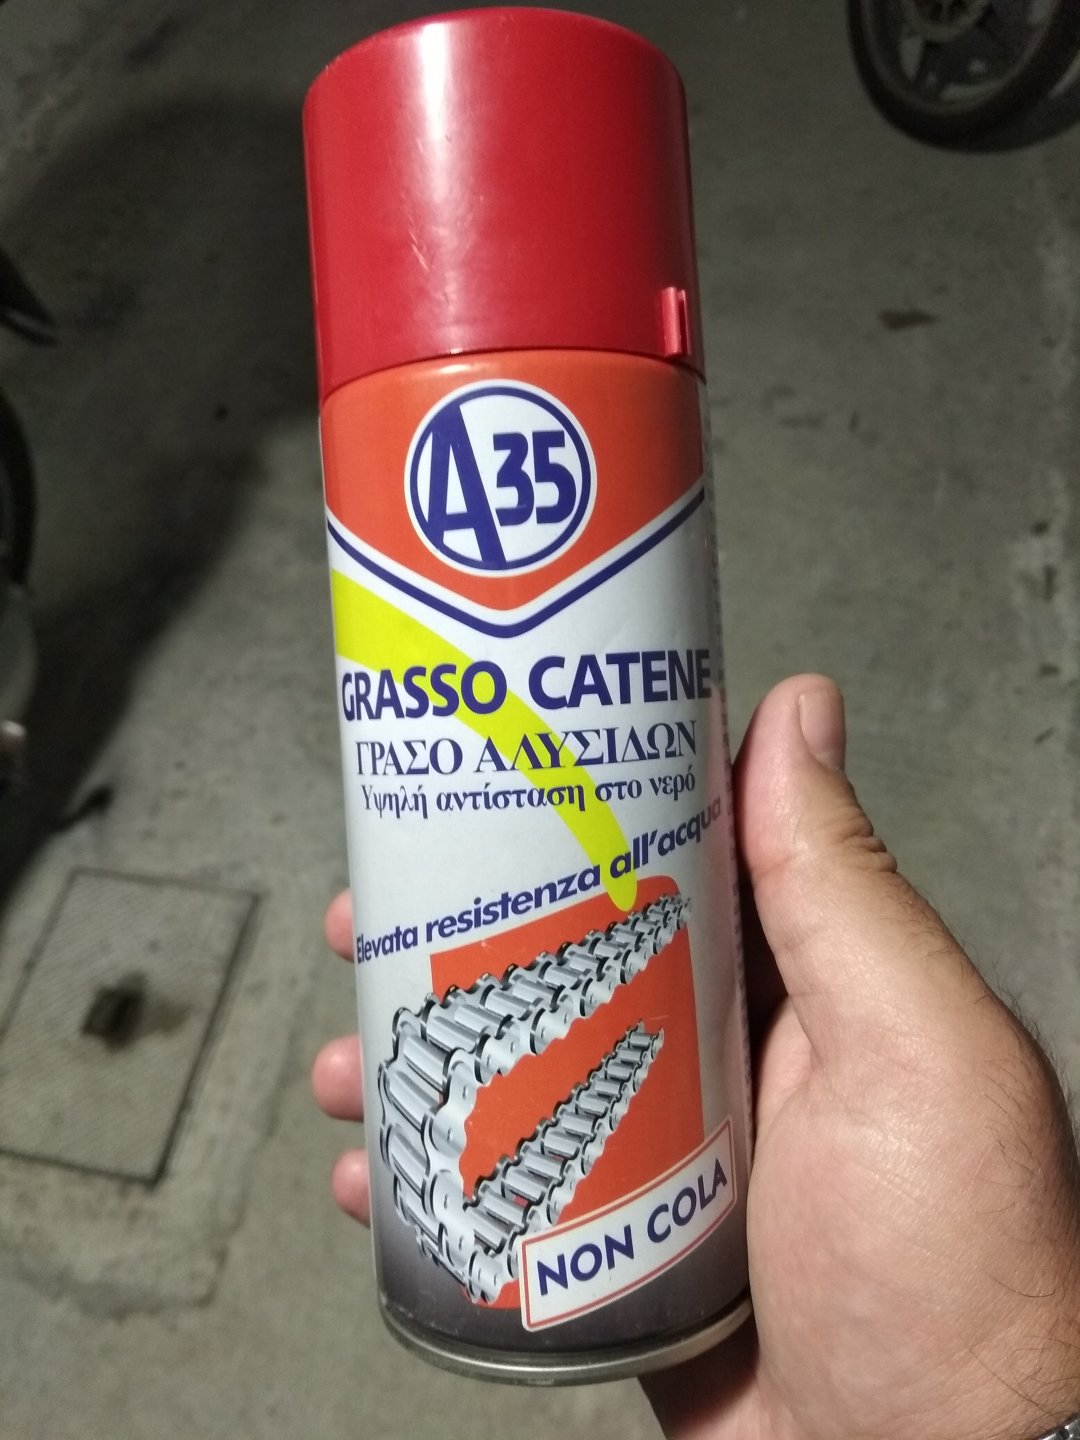 A35
GRASSO CATENE
ΓΡΑΣΟ ΑΛΥΣΙΔΩΝ
Υψηλή αντίσταση στο νερό
Elevata resistenza all'acqua
NON COLA